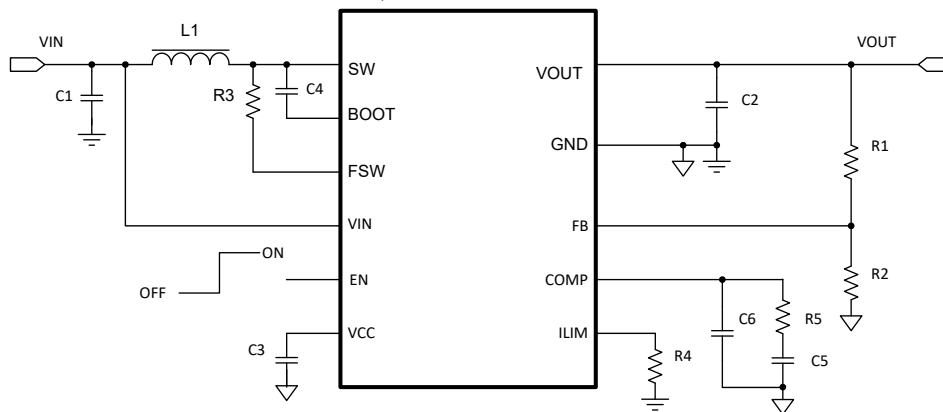 VIN
L1
C1
R3
C4
SW
BOOT
FSW
VIN
EN
VCC
OFF
ON
C3
VOUT
GND
FB
COMP
ILIM
VOUT
C2
R1
R2
C6
R5
C5
R4